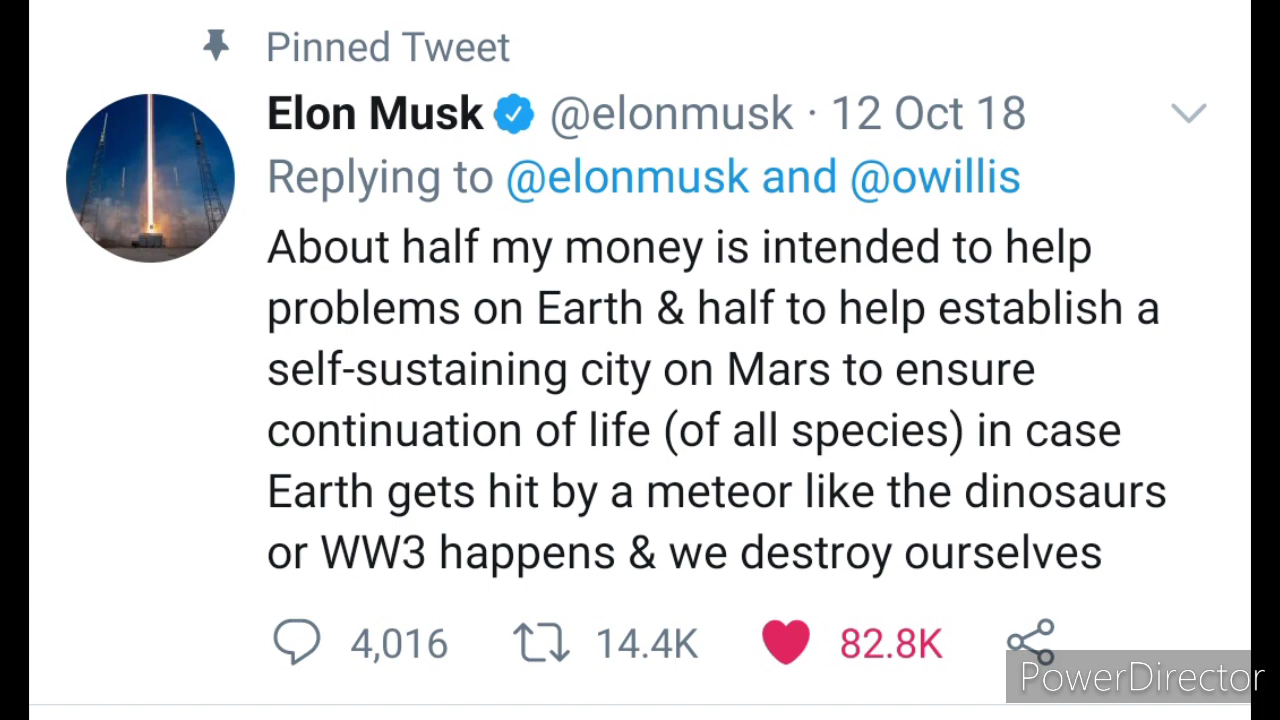 Pinned Tweet
Elon Musk @elonmusk · 12 Oct 18
Replying to @elonmusk and @owillis
About half my money is intended to help
problems on Earth & half to help establish a
self-sustaining city on Mars to ensure
continuation of life (of all species) in case
Earth gets hit by a meteor like the dinosaurs
or WW3 happens & we destroy ourselves
4,016 14.4K 82.8K
PowerDirector